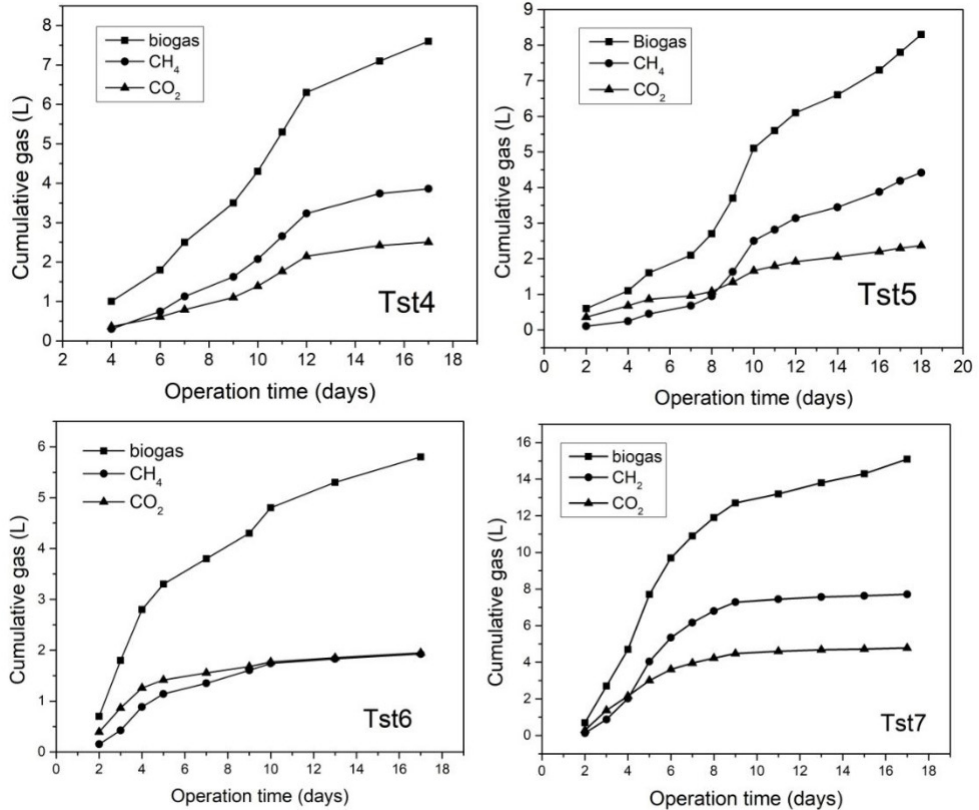 8
7
6
5
4
3
2
1
0
biogas
CH₄
CO₂
Tst4
2 4 6 8 10 12 14 16 18
Operation time (days)
Cumulative gas (L)
9
8
7
6
5
4
3
2
1
0
Biogas
CH₄
CO₂
Tst5
0 2 4 6 8 10 12 14 16 18 20
Operation time (days)
Cumulative gas (L)
6
5
4
3
2
1
0
biogas
CH₄
CO₂
Tst6
0 2 4 6 8 10 12 14 16 18
Operation time (days)
Cumulative gas (L)
16
14
12
10
8
6
4
2
0
biogas
CH₂
CO₂
Tst7
0 2 4 6 8 10 12 14 16 18
Operation time (days)
Cumulative gas (L)